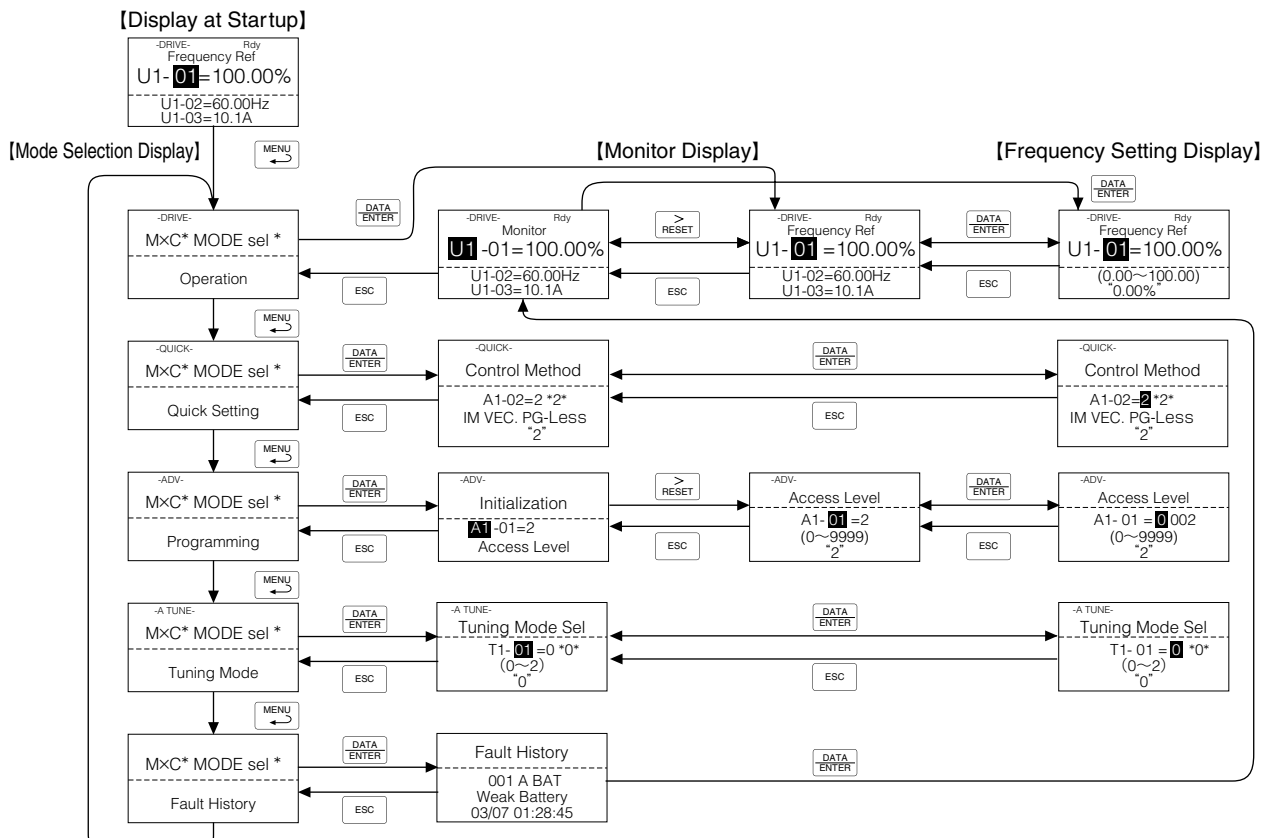 【Display at Startup】
-DRIVE- Rdy
Frequency Ref
U1- 01=100.00%
U1-02=60.00Hz
U1-03=10.1A
【Mode Selection Display】
MENU
【Monitor Display】
【Frequency Setting Display】
-DRIVE-
M×C* MODE sel *
Operation
DATA
ENTER
ESC
-DRIVE- Rdy
Monitor
U1 -01=100.00%
U1-02=60.00Hz
U1-03=10.1A
>
RESET
ESC
-DRIVE- Rdy
Frequency Ref
U1- 01=100.00%
U1-02=60.00Hz
U1-03=10.1A
DATA
ENTER
DATA
ENTER
ESC
-DRIVE- Rdy
Frequency Ref
U1- 01=100.00%
(0.00～100.00)
“0.00%”
MENU
-QUICK-
M×C* MODE sel *
Quick Setting
DATA
ENTER
ESC
-QUICK-
Control Method
A1-02=2 *2*
IM VEC. PG-Less
“2”
DATA
ENTER
ESC
-QUICK-
Control Method
A1-02=2 *2*
IM VEC. PG-Less
“2”
MENU
-ADV-
M×C* MODE sel *
Programming
DATA
ENTER
ESC
-ADV-
Initialization
A1 -01=2
Access Level
>
RESET
ESC
-ADV-
Access Level
A1- 01 =2
(0～9999)
“2”
DATA
ENTER
ESC
-ADV-
Access Level
A1- 01 =0 002
(0～9999)
“2”
MENU
-A TUNE-
M×C* MODE sel *
Tuning Mode
DATA
ENTER
ESC
-A TUNE-
Tuning Mode Sel
T1- 01 =0 *0*
(0～2)
“0”
DATA
ENTER
ESC
-A TUNE-
Tuning Mode Sel
T1- 01 = 0 *0*
(0～2)
“0”
MENU
M×C* MODE sel *
Fault History
DATA
ENTER
ESC
Fault History
001 A BAT
Weak Battery
03/07 01:28:45
DATA
ENTER